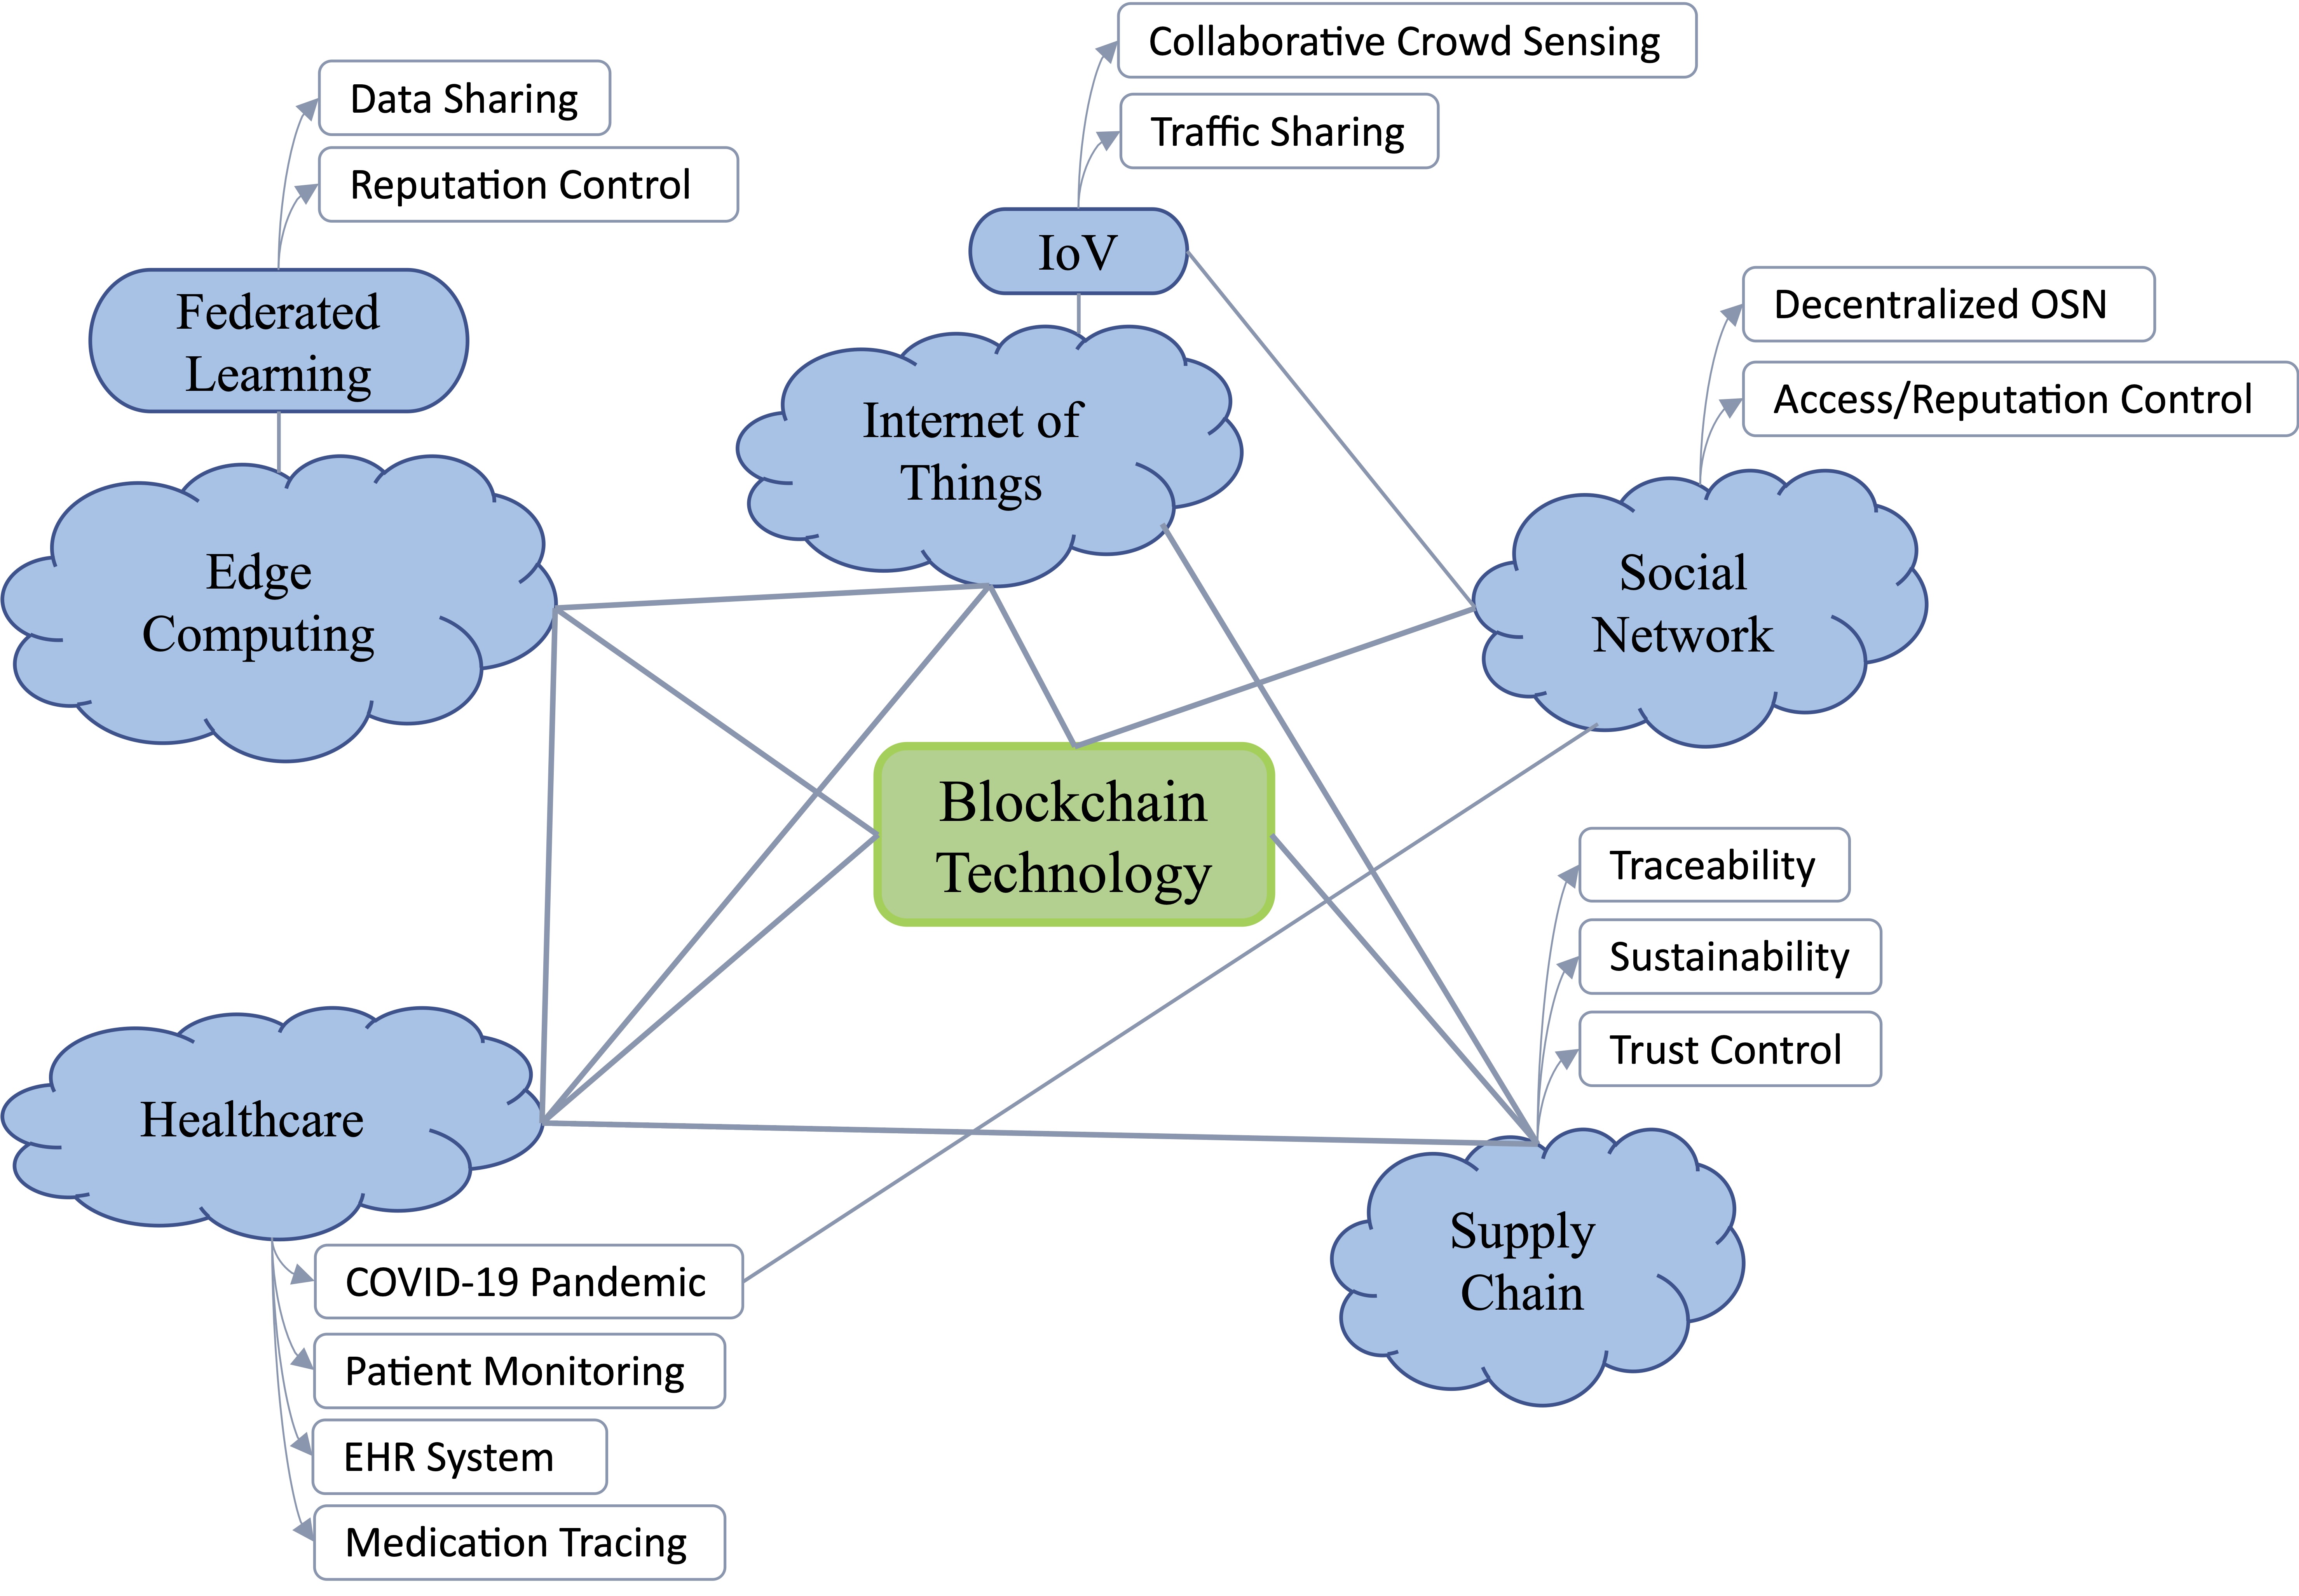 Collaborative Crowd Sensing
Data Sharing
Traffic Sharing
Reputation Control
IoV
Federated
Learning
Decentralized OSN
Access/Reputation Control
Internet of
Things
Edge
Computing
Social
Network
Blockchain
Technology
Traceability
Sustainability
Trust Control
Healthcare
Supply
Chain
COVID-19 Pandemic
Patient Monitoring
EHR System
Medication Tracing